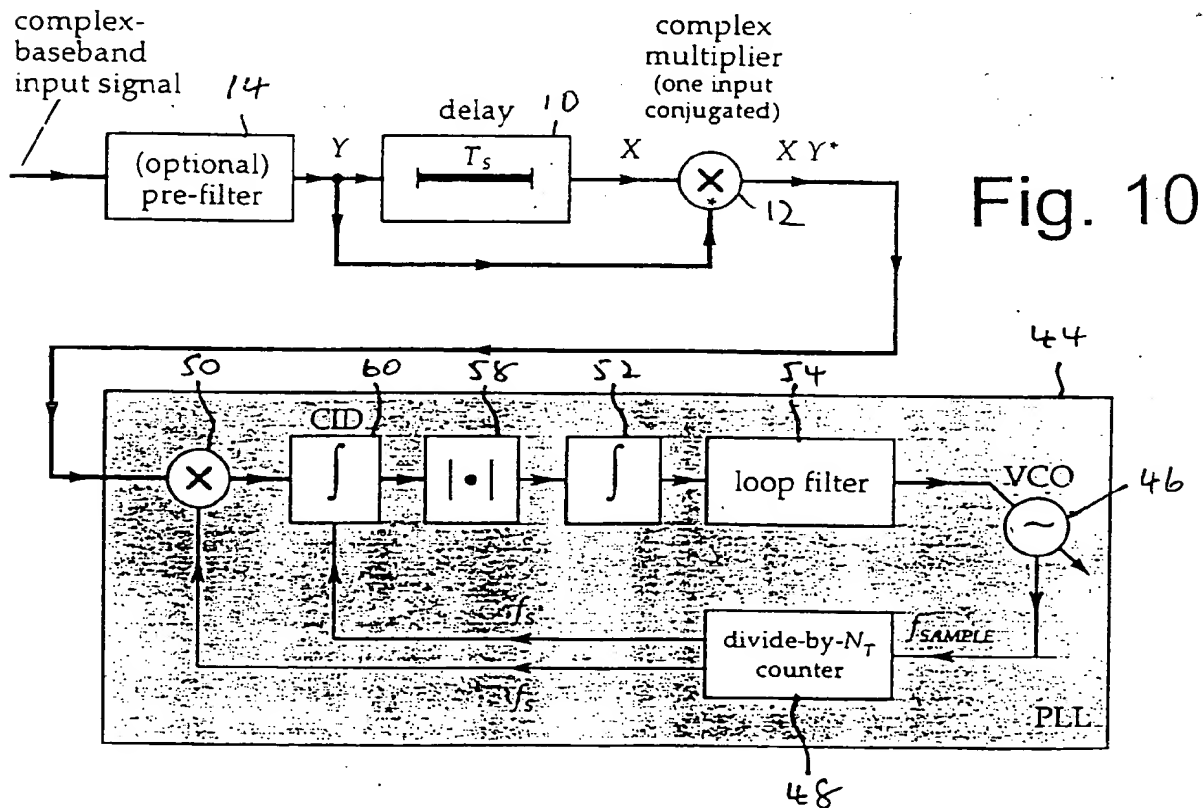 complex-
baseband
input signal
14
(optional)
pre-filter
Y
delay
10
T_s
X
complex
multiplier
(one input
conjugated)
×
*
12
X Y*
Fig. 10
44
50
60
58
52
54
×
CID
∫
|•|
∫
loop filter
VCO
~
46
f_s
f_s
divide-by-N_T
counter
f_SAMPLE
PLL
48